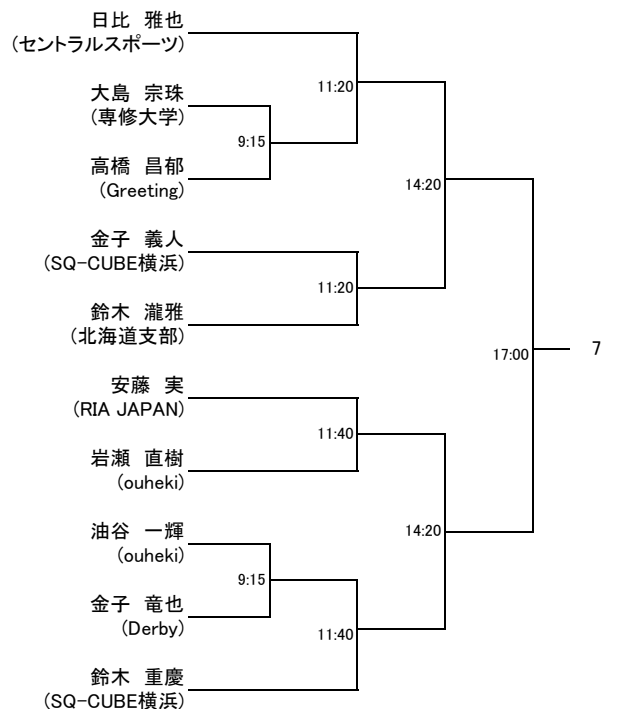 日比　雅也
(セントラルスポーツ)
11:20
大島　宗珠
(専修大学)
9:15
高橋　昌郁
(Greeting)
14:20
金子　義人
(SQ-CUBE横浜)
11:20
鈴木　瀧雅
(北海道支部)
17:00
7
安藤　実
(RIA JAPAN)
11:40
岩瀬　直樹
(ouheki)
14:20
油谷　一輝
(ouheki)
9:15
金子　竜也
(Derby)
11:40
鈴木　重慶
(SQ-CUBE横浜)